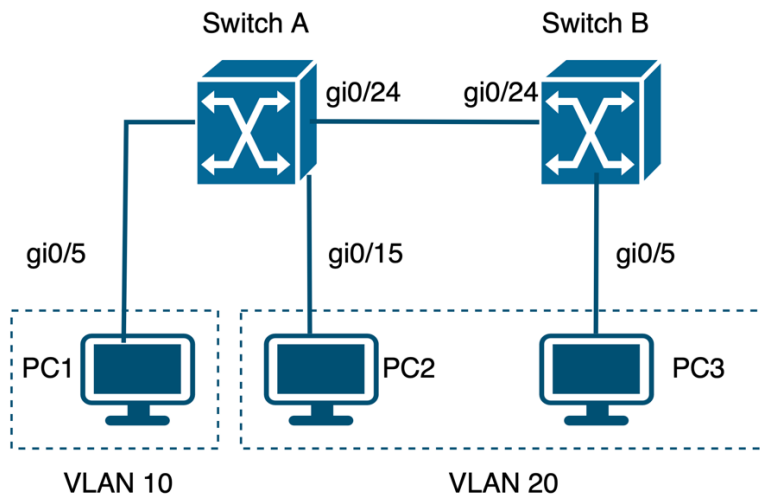 Switch A
Switch B
gi0/24
gi0/24
gi0/5
gi0/15
gi0/5
PC1
PC2
PC3
VLAN 10
VLAN 20